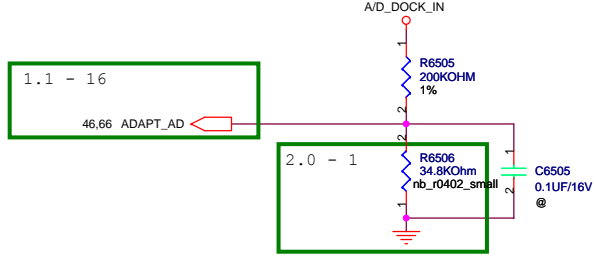 A/D_DOCK_IN
1
R6505
200KOHM
1%
2
1.1 - 16
46,66 ADAPT_AD
2
2.0 - 1
R6506
34.8KOhm
nb_r0402_small
1
1
C6505
0.1UF/16V
2
@